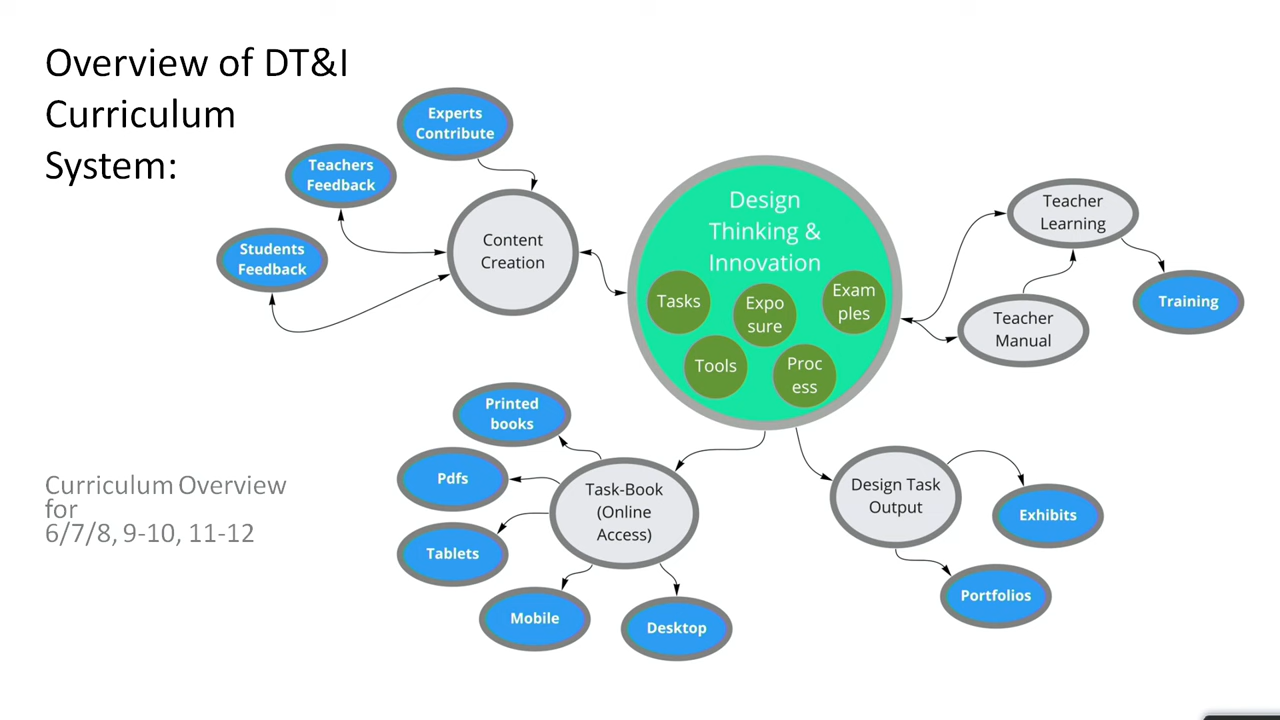 Overview of DT&I
Curriculum
System:
Experts
Contribute
Teachers
Feedback
Students
Feedback
Content
Creation
Design
Thinking &
Innovation
Tasks
Expo
sure
Exam
ples
Tools
Proc
ess
Teacher
Learning
Training
Teacher
Manual
Printed
books
Pdfs
Tablets
Mobile
Desktop
Task-Book
(Online
Access)
Design Task
Output
Exhibits
Portfolios
Curriculum Overview
for
6/7/8, 9-10, 11-12